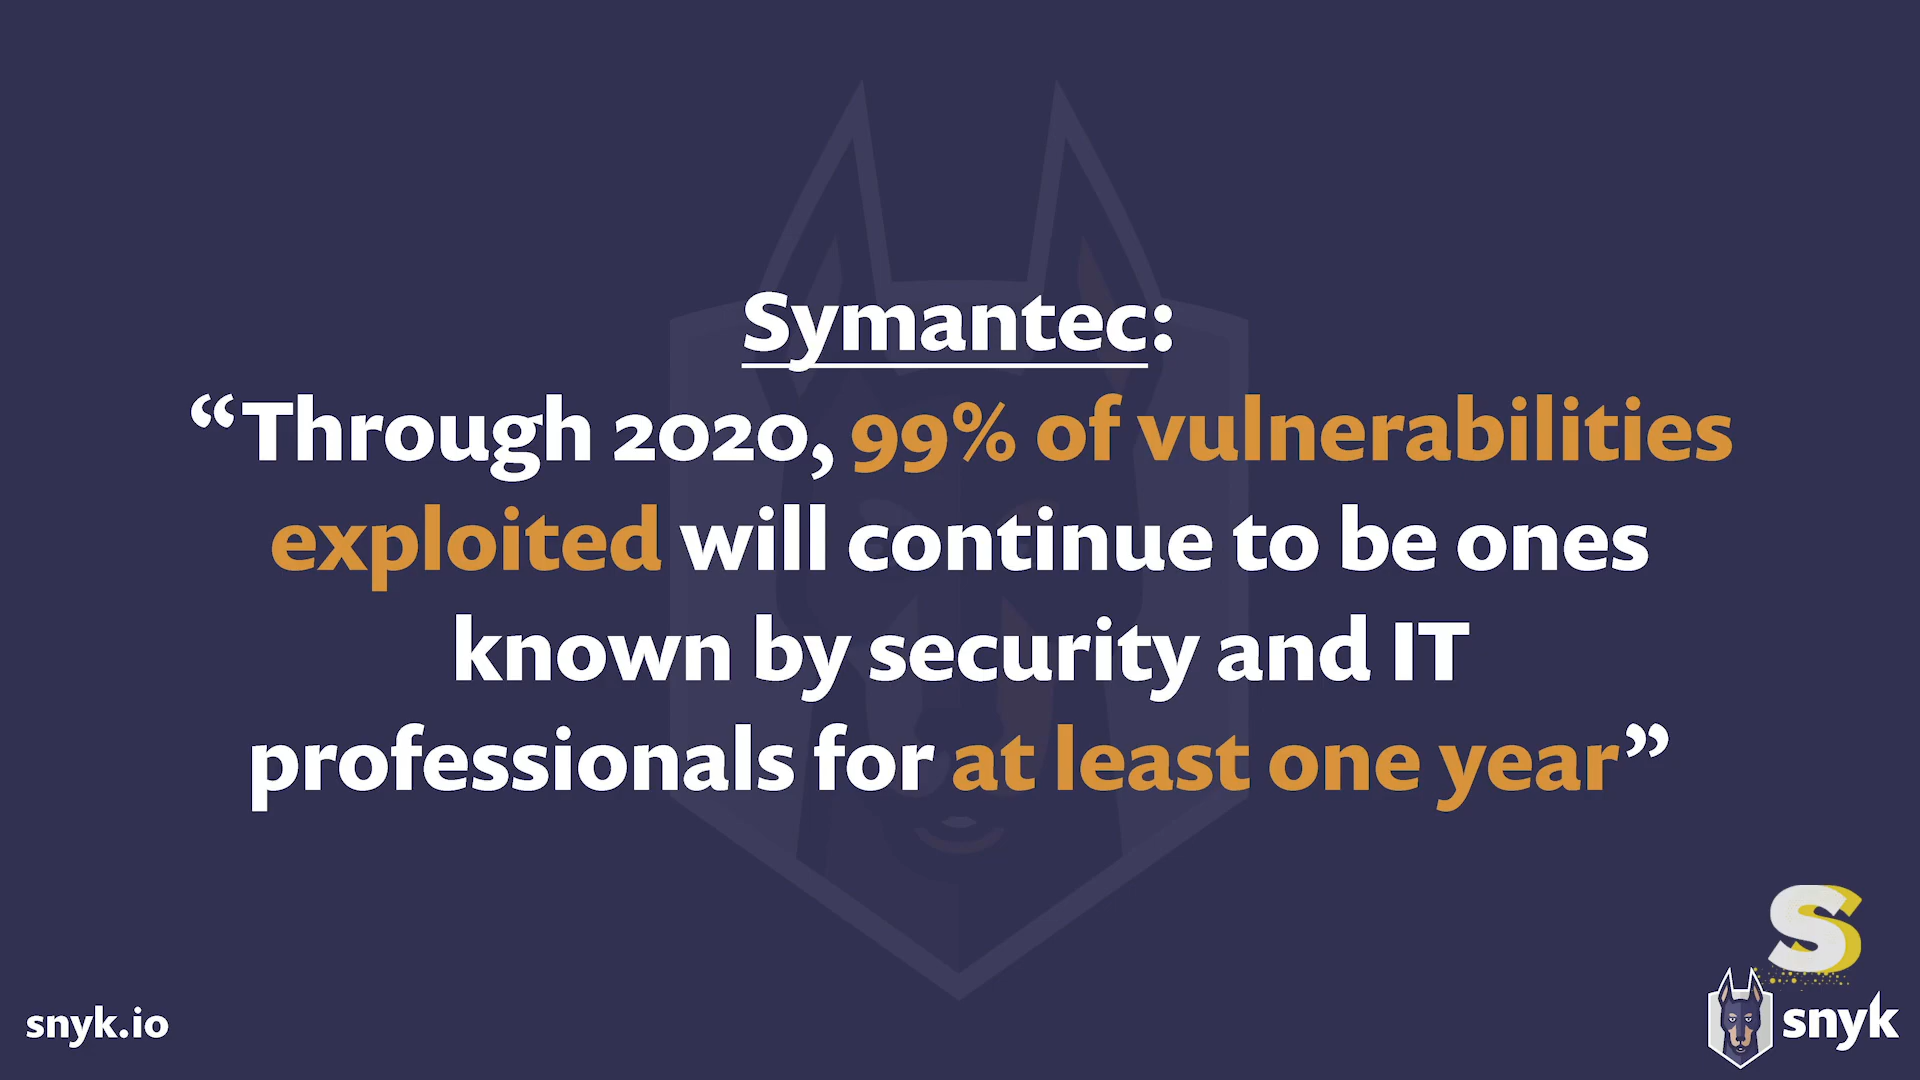 Symantec:
“Through 2020, 99% of vulnerabilities
exploited will continue to be ones
known by security and IT
professionals for at least one year”
S
snyk.io
snyk